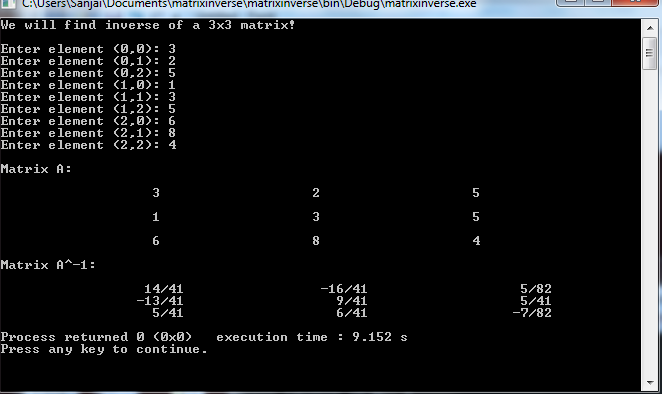 C:\Users\Sanjai\Documents\matrixinverse\matrixinverse\bin\Debug\matrixinverse.exe
We will find inverse of a 3x3 matrix!
Enter element (0,0): 3
Enter element (0,1): 2
Enter element (0,2): 5
Enter element (1,0): 1
Enter element (1,1): 3
Enter element (1,2): 5
Enter element (2,0): 6
Enter element (2,1): 8
Enter element (2,2): 4
Matrix A:
3 2 5
1 3 5
6 8 4
Matrix A^-1:
14/41 -16/41 5/82
-13/41 9/41 5/41
5/41 6/41 -7/82
Process returned 0 (0x0) execution time : 9.152 s
Press any key to continue.